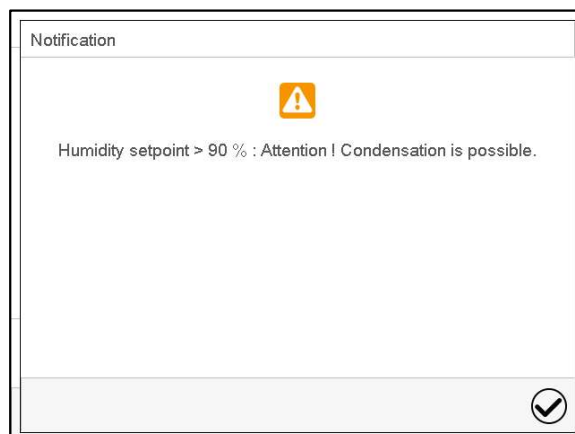 Notification
Humidity setpoint > 90 % : Attention ! Condensation is possible.